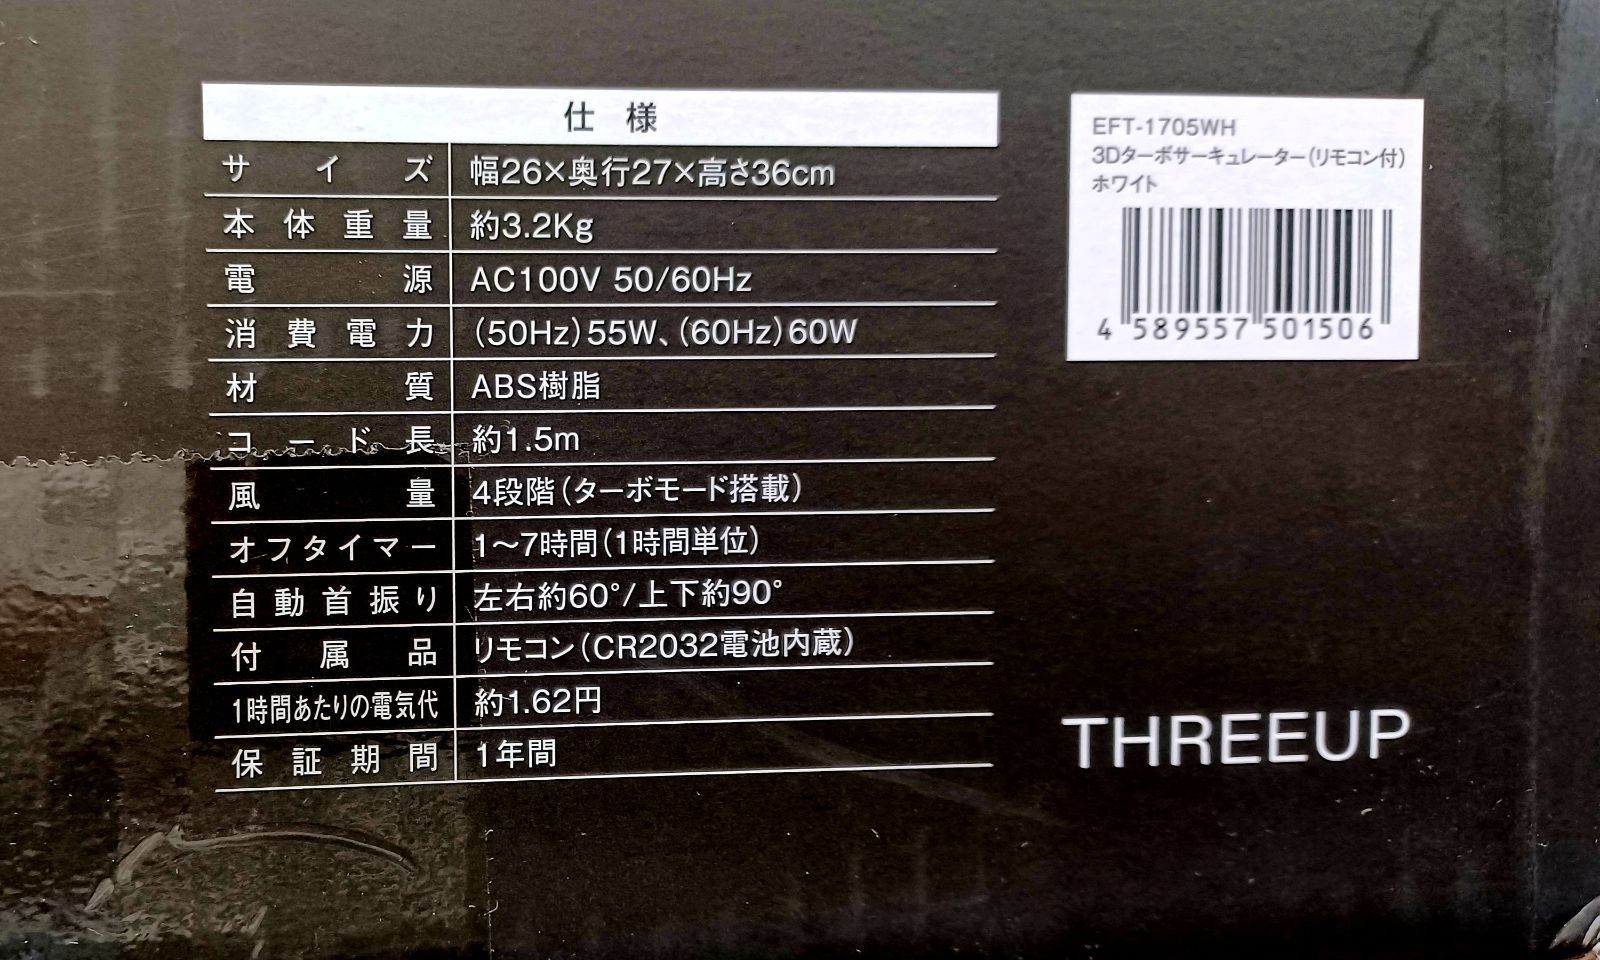 仕様
サイズ 幅26×奥行27×高さ36cm
本体重量 約3.2Kg
電源 AC100V 50/60Hz
消費電力 (50Hz)55W、(60Hz)60W
材質 ABS樹脂
コード長 約1.5m
風量 4段階(ターボモード搭載)
オフタイマー 1〜7時間(1時間単位)
自動首振り 左右約60°/上下約90°
付属品 リモコン(CR2032電池内蔵)
1時間あたりの電気代 約1.62円
保証期間 1年間
EFT-1705WH
3Dターボサーキュレーター(リモコン付)
ホワイト
4 589557 501506
THREEUP